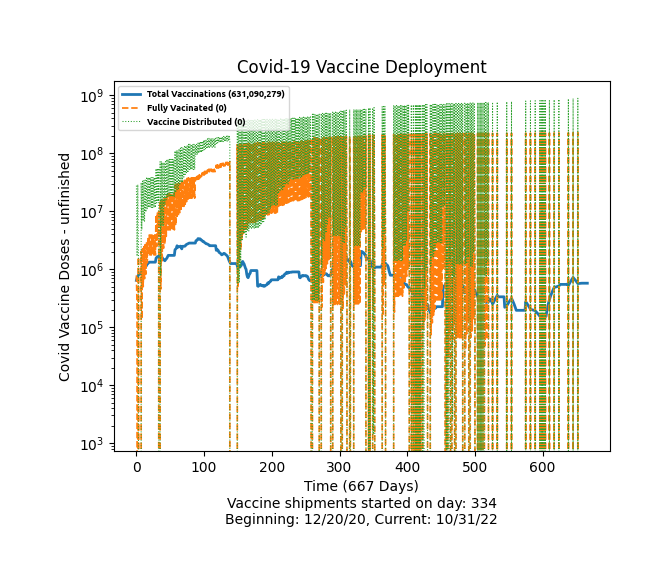 Covid-19 Vaccine Deployment
10⁹
10⁸
10⁷
10⁶
10⁵
10⁴
10³
Covid Vaccine Doses - unfinished
Total Vaccinations (631,090,279)
Fully Vacinated (0)
Vaccine Distributed (0)
0 100 200 300 400 500 600
Time (667 Days)
Vaccine shipments started on day: 334
Beginning: 12/20/20, Current: 10/31/22